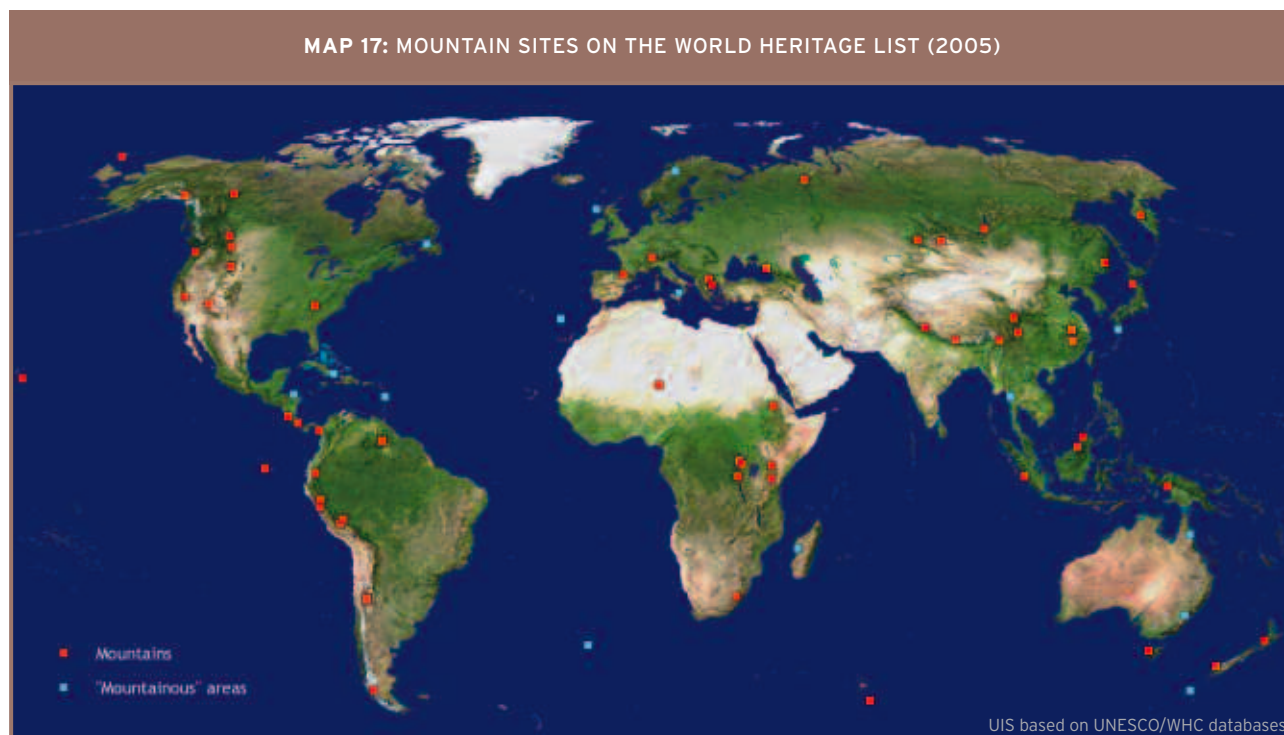 MAP 17: MOUNTAIN SITES ON THE WORLD HERITAGE LIST (2005)
Mountains
"Mountainous" areas
UIS based on UNESCO/WHC databases